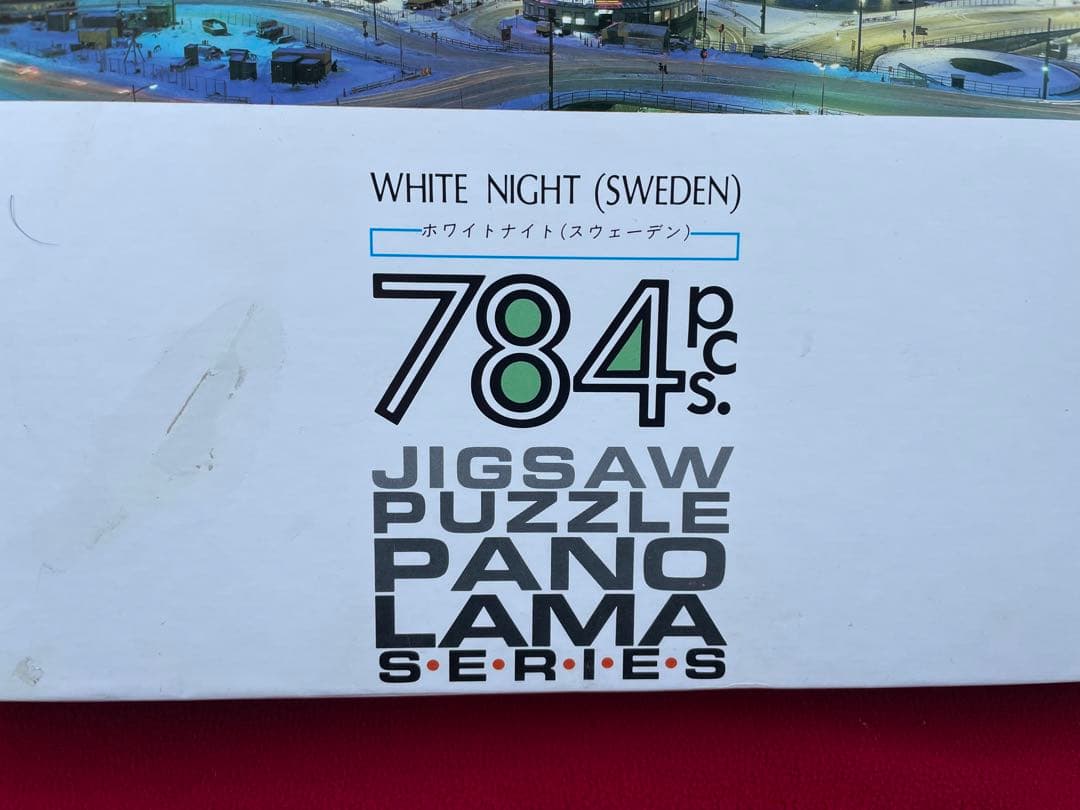 WHITE NIGHT (SWEDEN)
ホワイトナイト(スウェーデン)
784pcs.
JIGSAW
PUZZLE
PANO
LAMA
S•E•R•I•E•S